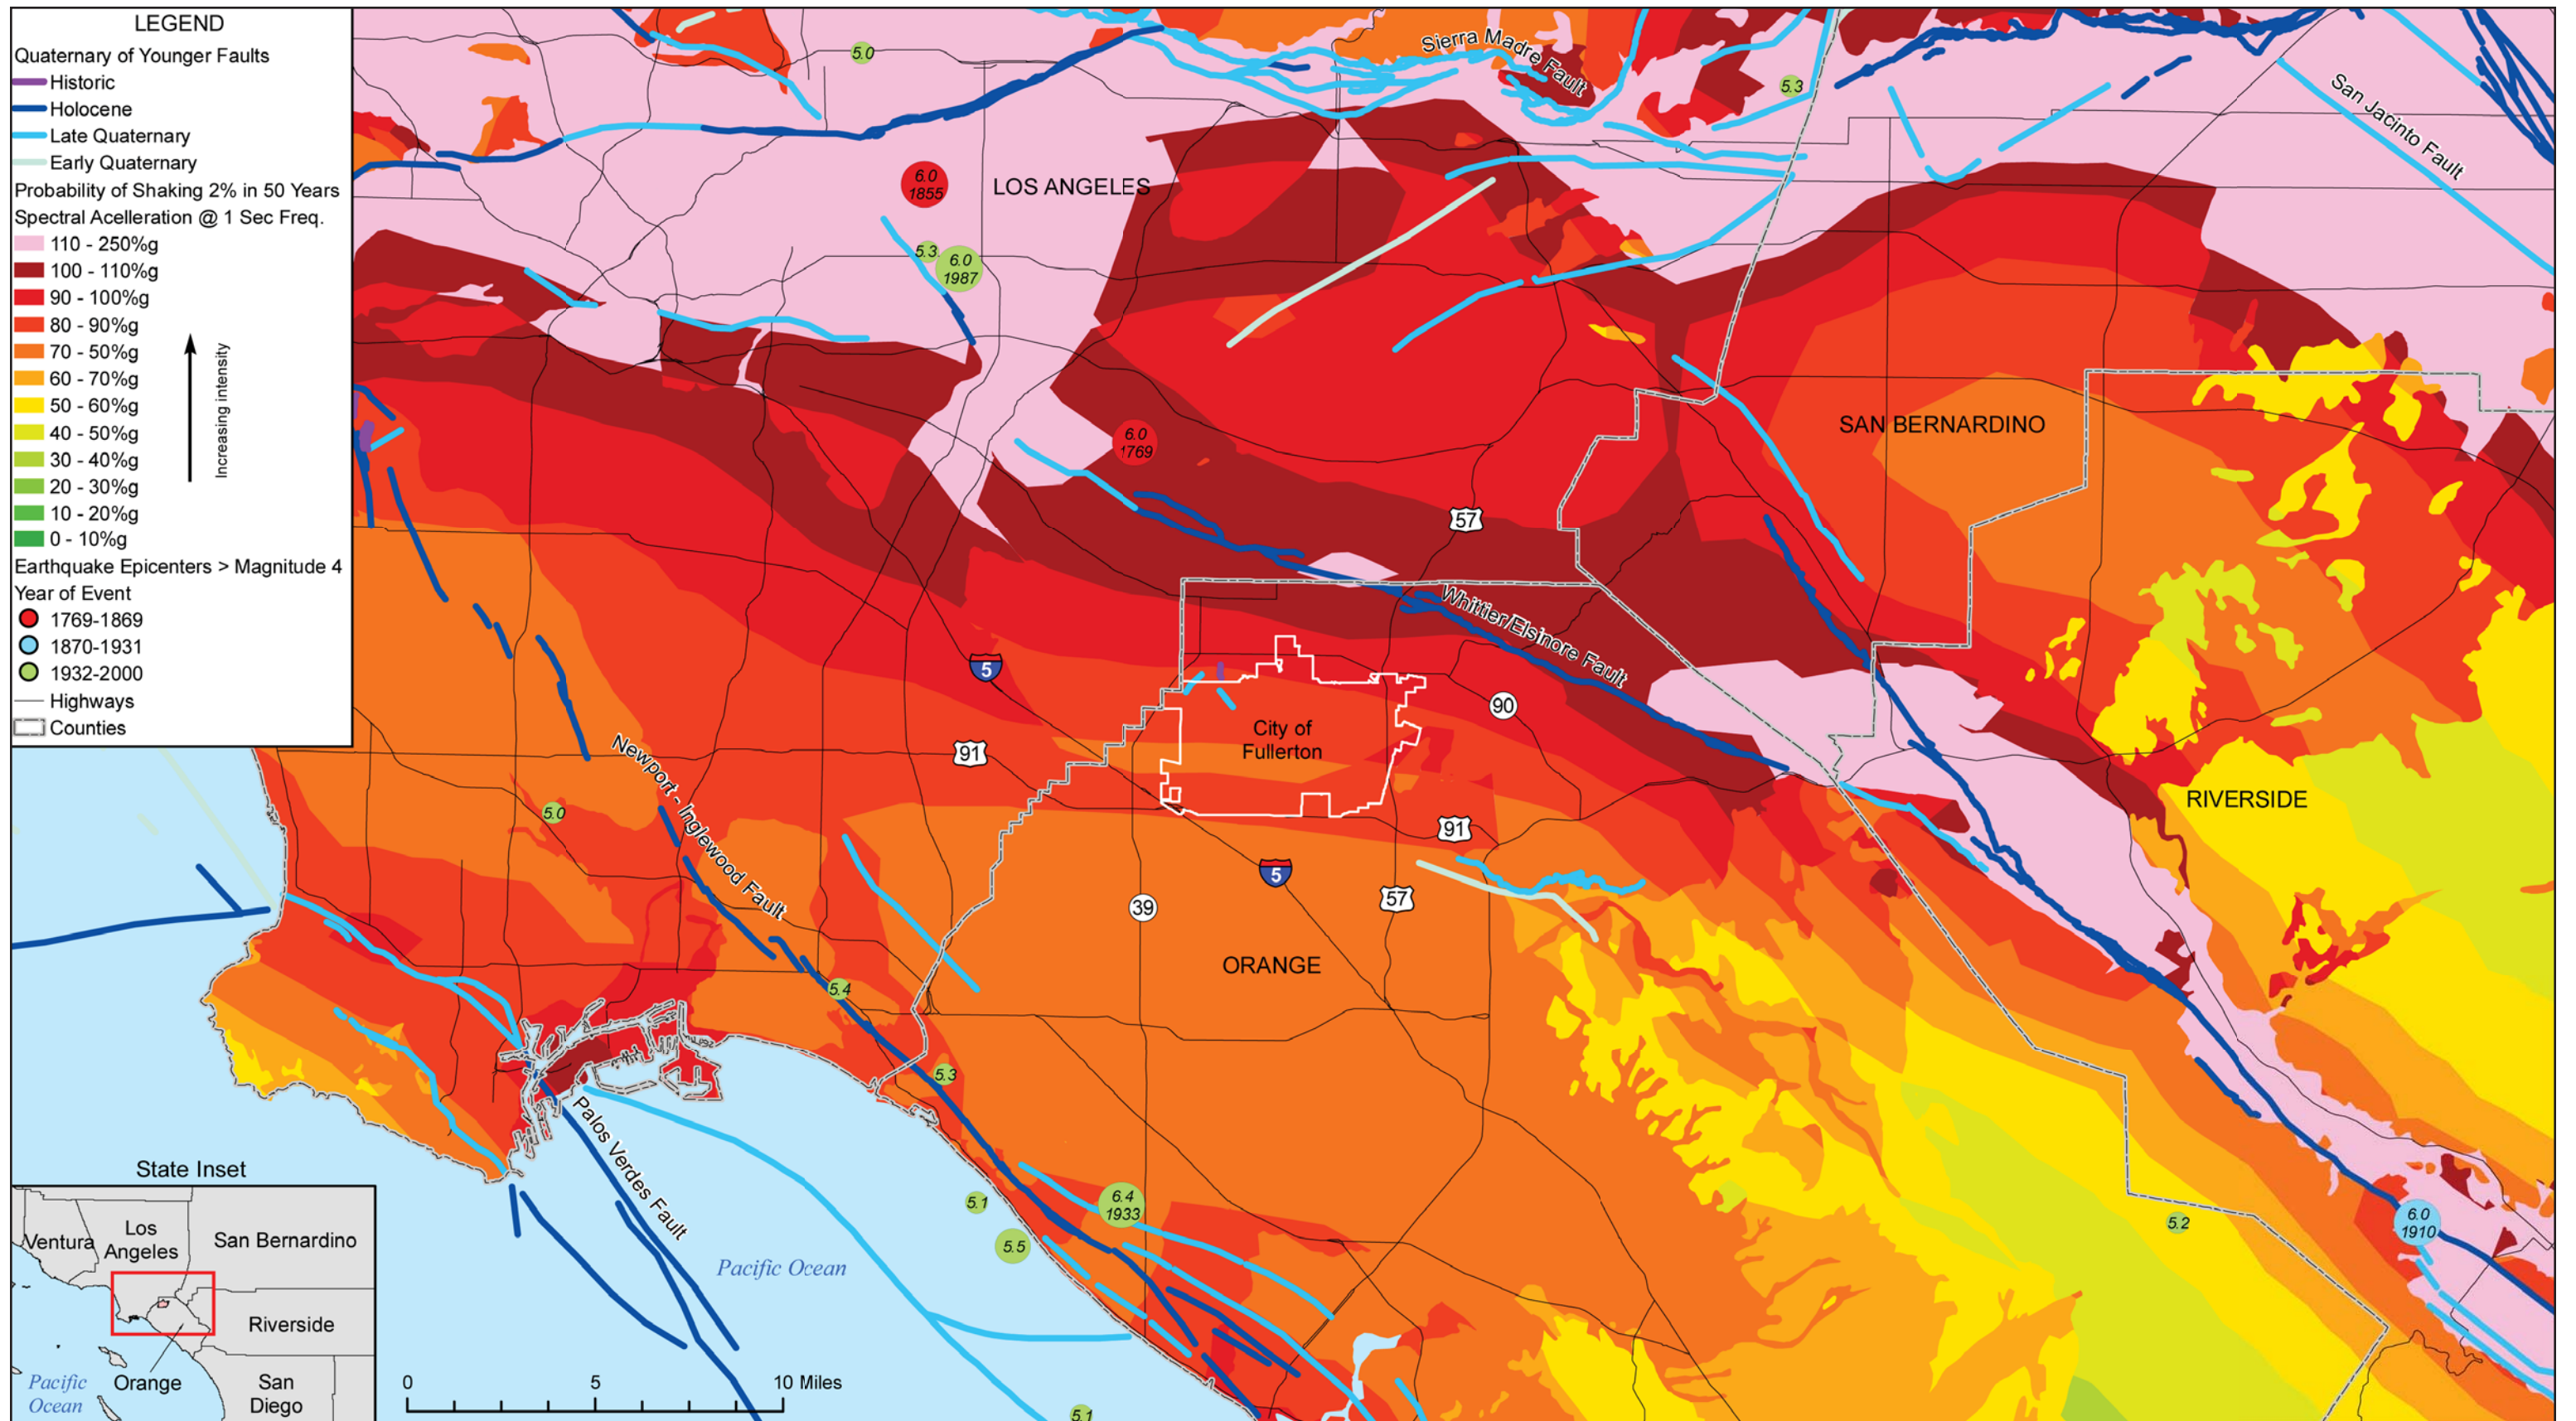 LEGEND
Quaternary of Younger Faults
Historic
Holocene
Late Quaternary
Early Quaternary
Probability of Shaking 2% in 50 Years
Spectral Acelleration @ 1 Sec Freq.
110 - 250%g
100 - 110%g
90 - 100%g
80 - 90%g
70 - 50%g
60 - 70%g
50 - 60%g
40 - 50%g
30 - 40%g
20 - 30%g
10 - 20%g
0 - 10%g
Increasing intensity
Earthquake Epicenters > Magnitude 4
Year of Event
1769-1869
1870-1931
1932-2000
Highways
Counties
5.0
Sierra Madre Fault
5.3
San Jacinto Fault
6.0
1855
LOS ANGELES
5.3
6.0
1987
6.0
1769
SAN BERNARDINO
57
Whittier/Elsinore Fault
5
90
City of
Fullerton
91
Newport - Inglewood Fault
5.0
91
RIVERSIDE
5
57
39
ORANGE
5.4
5.3
Palos Verdes Fault
5.1
6.4
1933
5.5
5.2
6.0
1910
Pacific Ocean
5.1
State Inset
Ventura
Los
Angeles
San Bernardino
Riverside
Orange
San
Diego
Pacific
Ocean
0 5 10 Miles